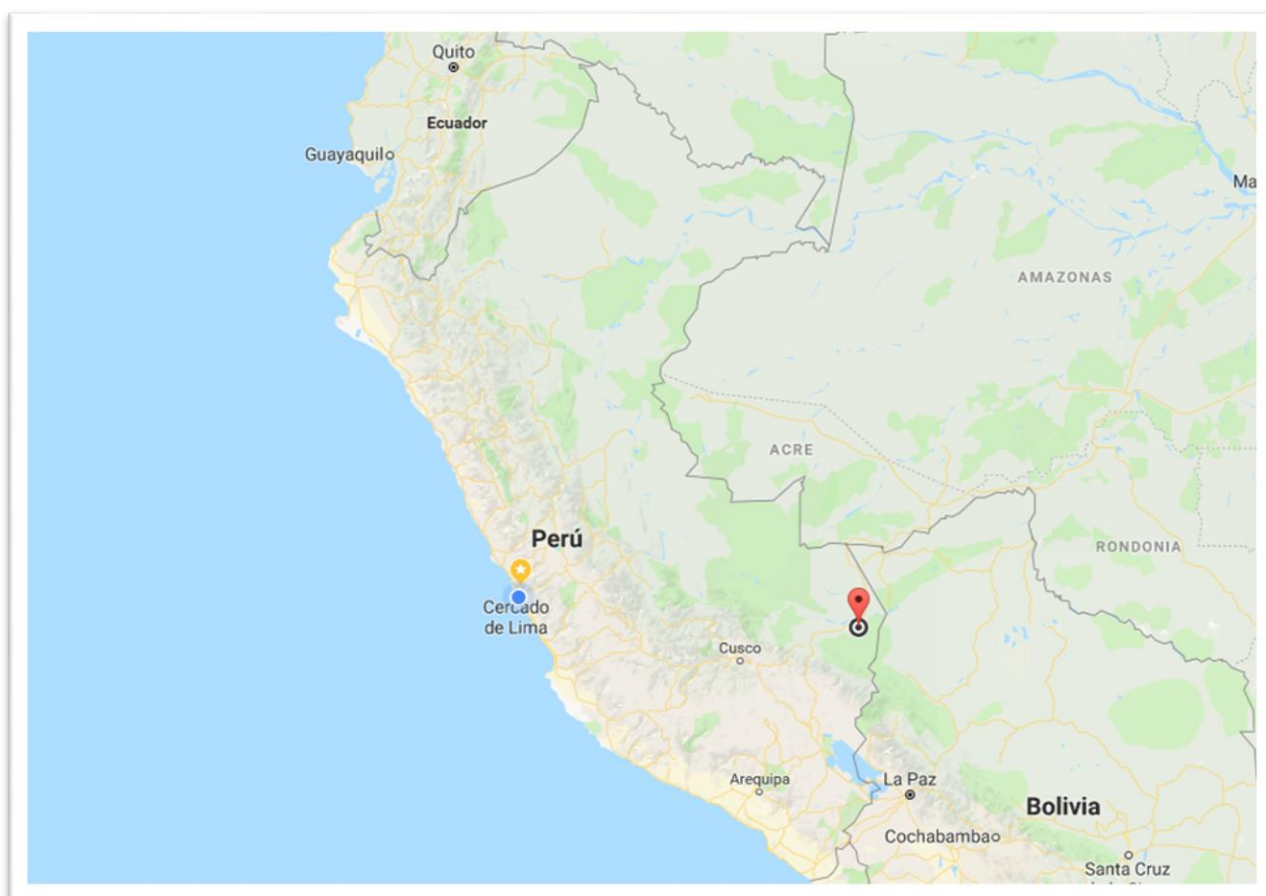 Quito
Ecuador
Guayaquil
Ma
AMAZONAS
ACRE
Perú
RONDONIA
Cercado
de Lima
Cusco
Arequipa
La Paz
Bolivia
Cochabamba
Santa Cruz